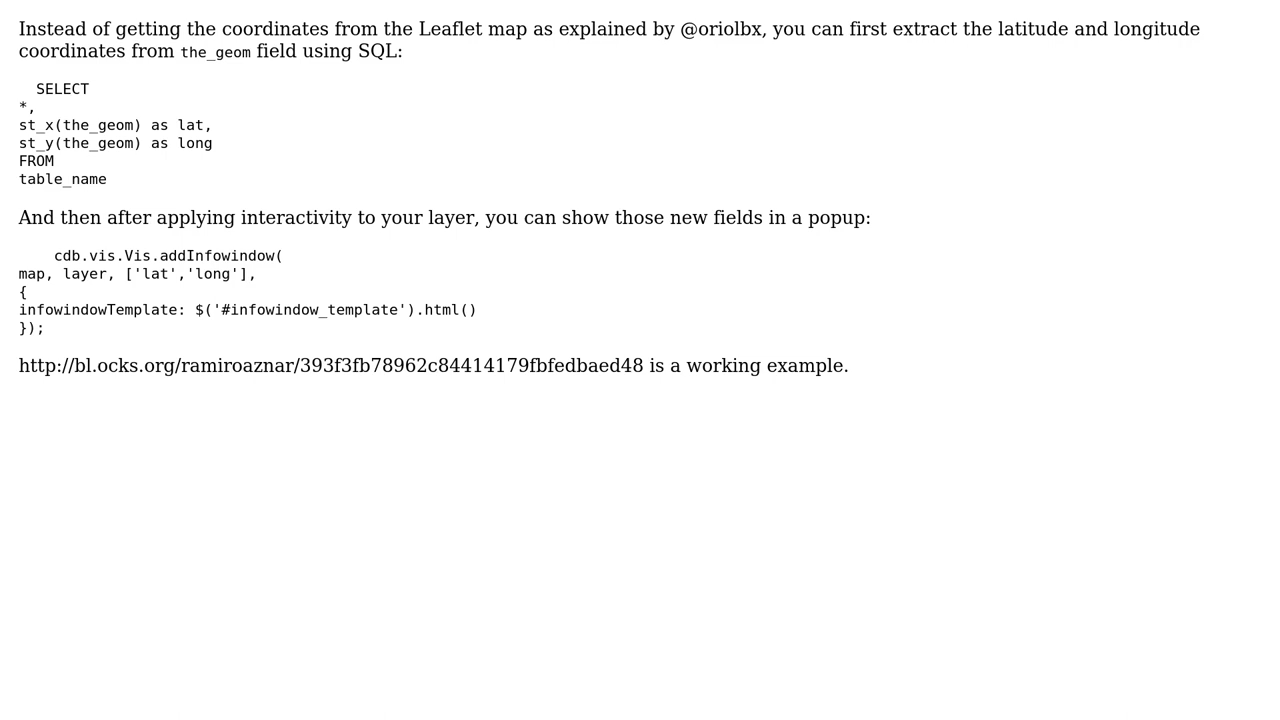 Instead of getting the coordinates from the Leaflet map as explained by @oriolbx, you can first extract the latitude and longitude
coordinates from the_geom field using SQL:
  SELECT
*,
st_x(the_geom) as lat,
st_y(the_geom) as long
FROM
table_name
And then after applying interactivity to your layer, you can show those new fields in a popup:
    cdb.vis.Vis.addInfowindow(
map, layer, ['lat','long'],
{
infowindowTemplate: $('#infowindow_template').html()
});
http://bl.ocks.org/ramiroaznar/393f3fb78962c84414179fbfedbaed48 is a working example.